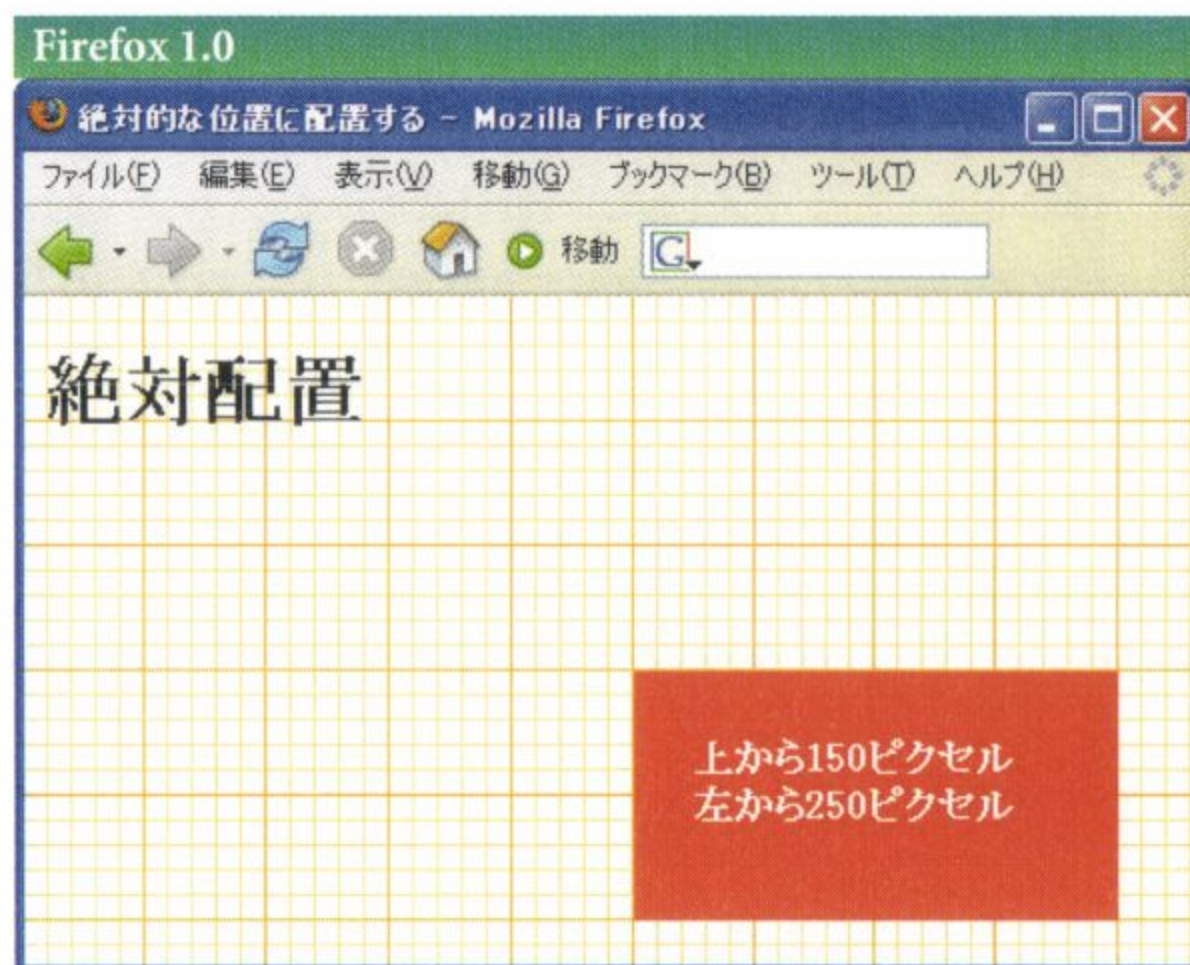 Firefox 1.0
絶対的な位置に配置する - Mozilla Firefox
ファイル(F) 編集(E) 表示(V) 移動(G) ブックマーク(B) ツール(T) ヘルプ(H)
移動 G
絶対配置
上から150ピクセル
左から250ピクセル